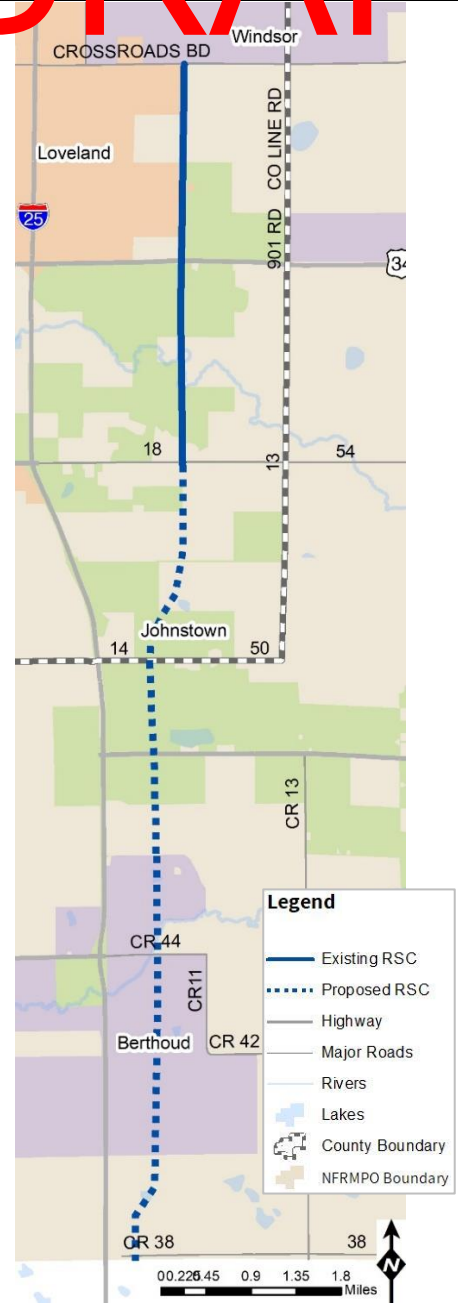 Windsor
CROSSROADS BD
Loveland
CO LINE RD
25
901 RD
34
18
13
54
Johnstown
14
50
CR 13
Legend
Existing RSC
Proposed RSC
Highway
Major Roads
Rivers
Lakes
County Boundary
NFRMPO Boundary
CR 44
CR11
Berthoud
CR 42
CR 38
38
N
00.2250.45 0.9 1.35 1.8
Miles